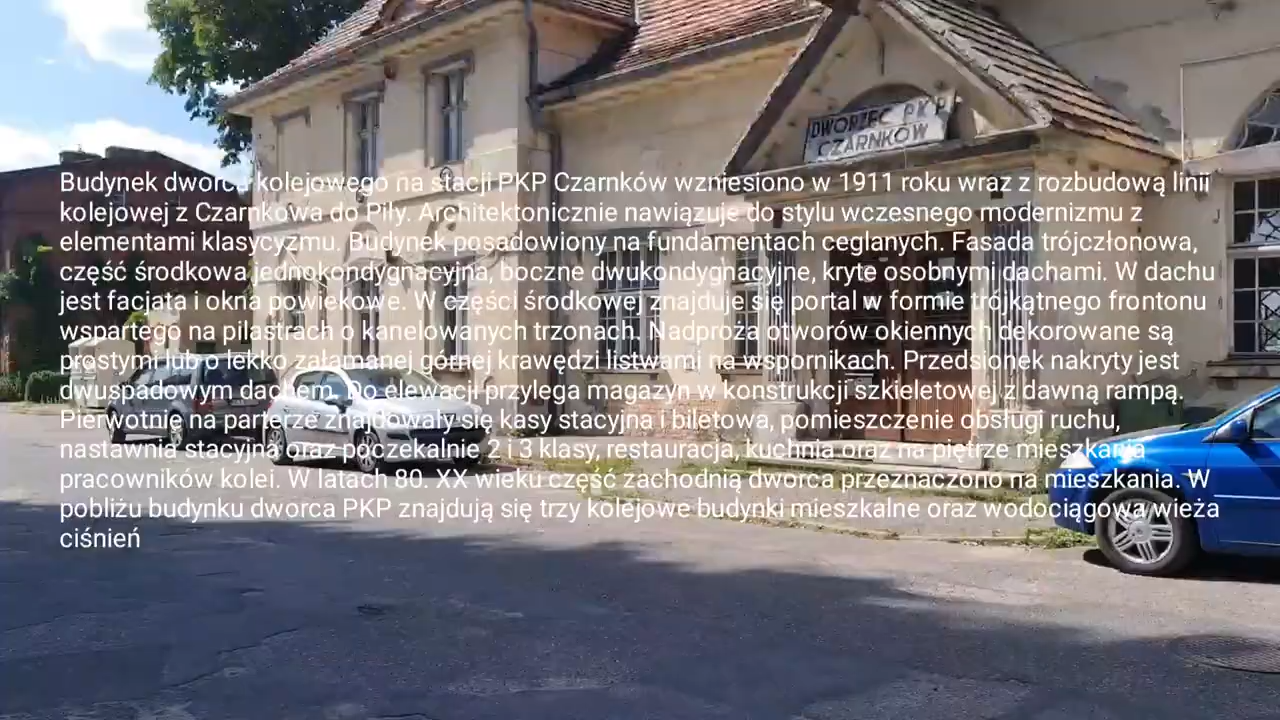 DWORZEC PKP
CZARNKÓW
Budynek dworca kolejowego na stacji PKP Czarnków wzniesiono w 1911 roku wraz z rozbudową linii
kolejowej z Czarnkowa do Piły. Architektonicznie nawiązuje do stylu wczesnego modernizmu z
elementami klasycyzmu. Budynek posadowiony na fundamentach ceglanych. Fasada trójczłonowa,
część środkowa jednokondygnacyjna, boczne dwukondygnacyjne, kryte osobnymi dachami. W dachu
jest facjata i okna powiekowe. W części środkowej znajduje się portal w formie trójkątnego frontonu
wspartego na pilastrach o kanelowanych trzonach. Nadproża otworów okiennych dekorowane są
prostymi lub o lekko załamanej górnej krawędzi listwami na wspornikach. Przedsionek nakryty jest
dwuspadowym dachem. Do elewacji przylega magazyn w konstrukcji szkieletowej z dawną rampą.
Pierwotnie na parterze znajdowały się kasy stacyjna i biletowa, pomieszczenie obsługi ruchu,
nastawnia stacyjna oraz poczekalnie 2 i 3 klasy, restauracja, kuchnia oraz na piętrze mieszkania
pracowników kolei. W latach 80. XX wieku część zachodnią dworca przeznaczono na mieszkania. W
pobliżu budynku dworca PKP znajdują się trzy kolejowe budynki mieszkalne oraz wodociągowa wieża
ciśnień